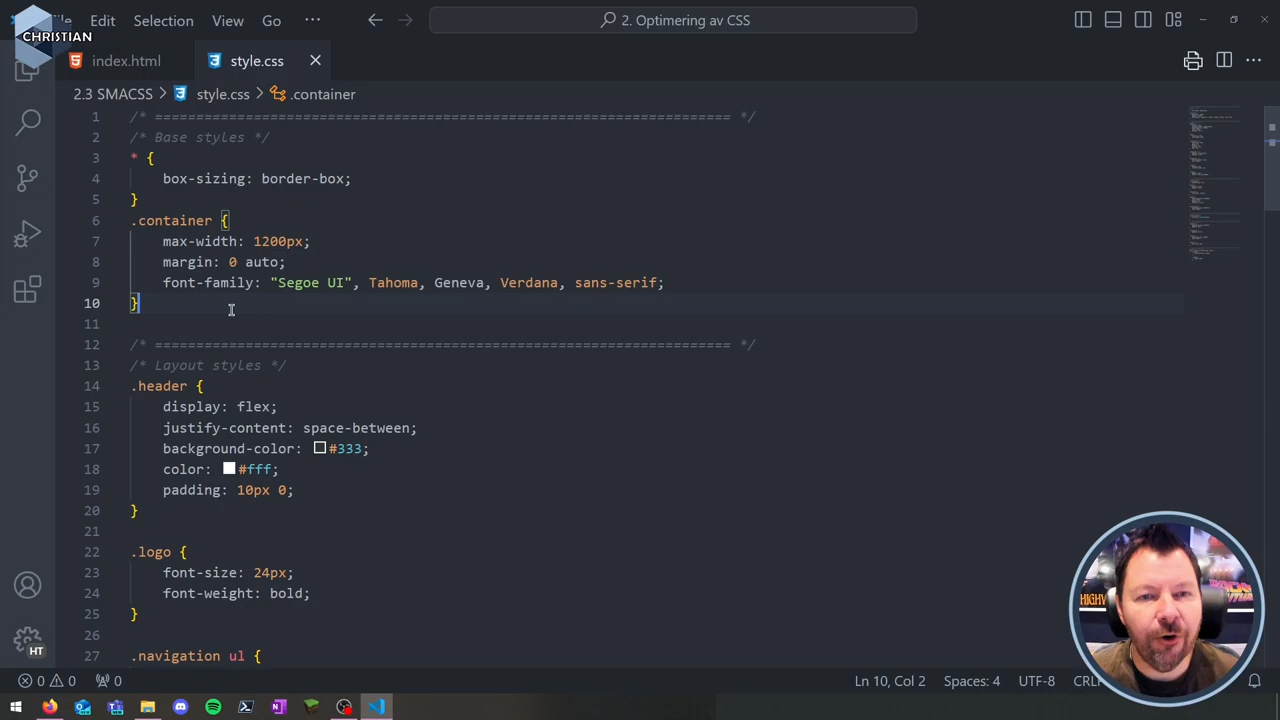 CHRISTIAN
File Edit Selection View Go ···
2. Optimering av CSS
index.html style.css
2.3 SMACSS > style.css > .container
1 /* ====================================================================== */
2 /* Base styles */
3 * {
4 box-sizing: border-box;
5 }
6 .container {
7 max-width: 1200px;
8 margin: 0 auto;
9 font-family: "Segoe UI", Tahoma, Geneva, Verdana, sans-serif;
10 }
11
12 /* ====================================================================== */
13 /* Layout styles */
14 .header {
15 display: flex;
16 justify-content: space-between;
17 background-color: #333;
18 color: #fff;
19 padding: 10px 0;
20 }
21
22 .logo {
23 font-size: 24px;
24 font-weight: bold;
25 }
26
27 .navigation ul {
HT
0 0 0 Ln 10, Col 2 Spaces: 4 UTF-8 CRL